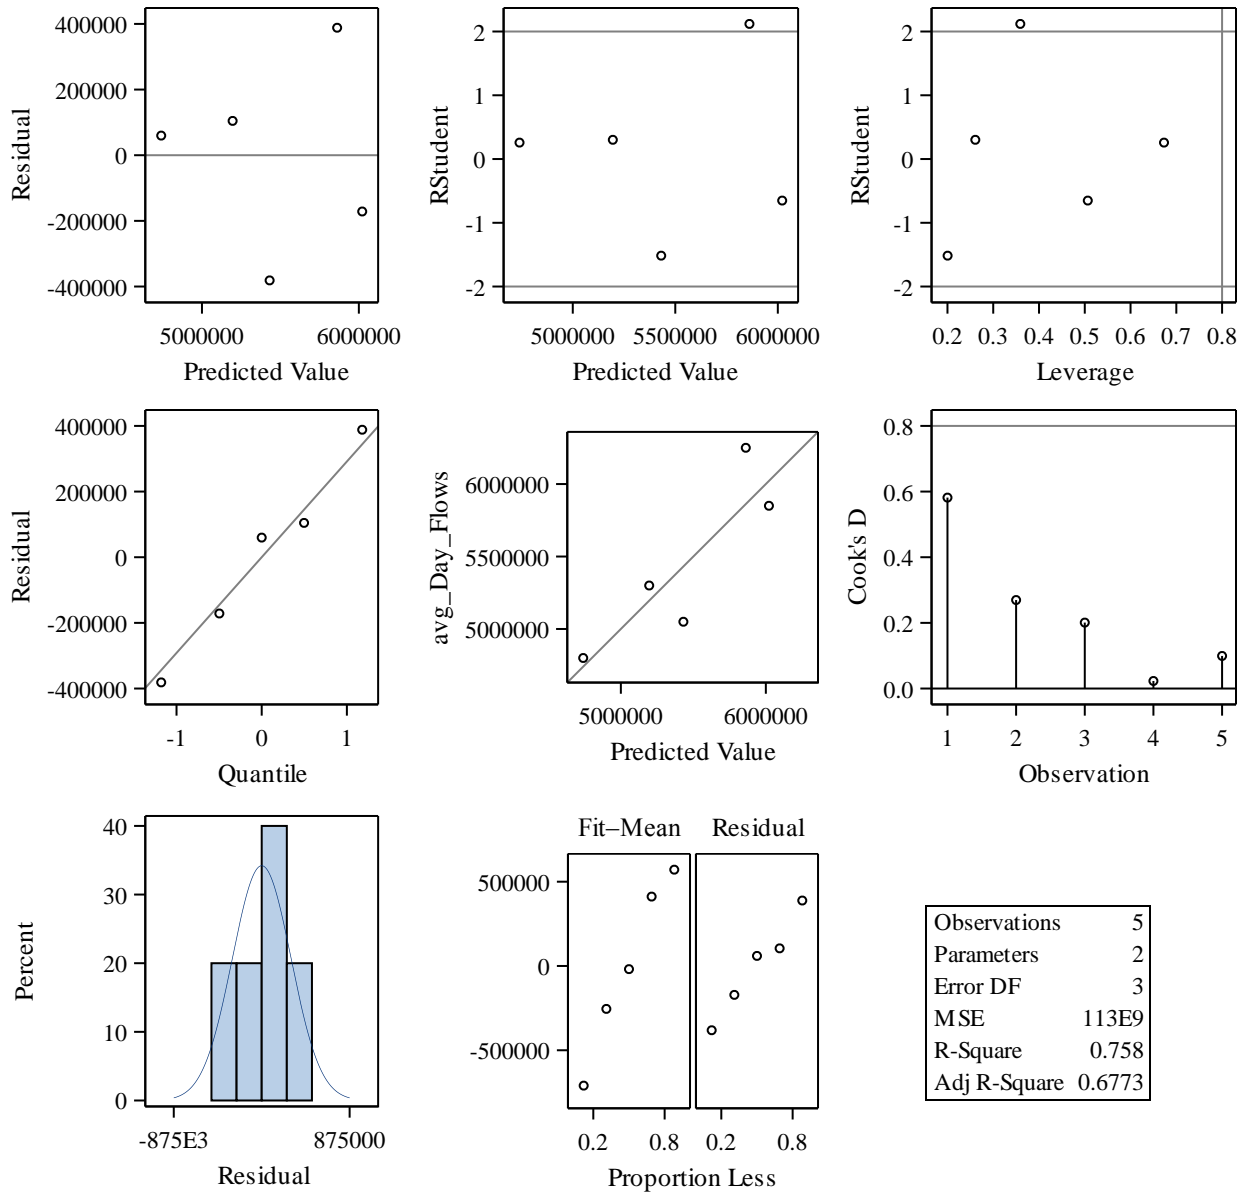 400000
200000
0
-200000
-400000
Residual
5000000 6000000
Predicted Value
2
1
0
-1
-2
RStudent
5000000 5500000 6000000
Predicted Value
2
1
0
-1
-2
RStudent
0.2 0.3 0.4 0.5 0.6 0.7 0.8
Leverage
400000
200000
0
-200000
-400000
Residual
-1 0 1
Quantile
6000000
5500000
5000000
avg_Day_Flows
5000000 6000000
Predicted Value
0.8
0.6
0.4
0.2
0.0
Cook's D
1 2 3 4 5
Observation
40
30
20
10
0
Percent
-875E3 875000
Residual
Fit–Mean Residual
500000
0
-500000
0.2 0.8 0.2 0.8
Proportion Less
Observations 5
Parameters 2
Error DF 3
MSE 113E9
R-Square 0.758
Adj R-Square 0.6773